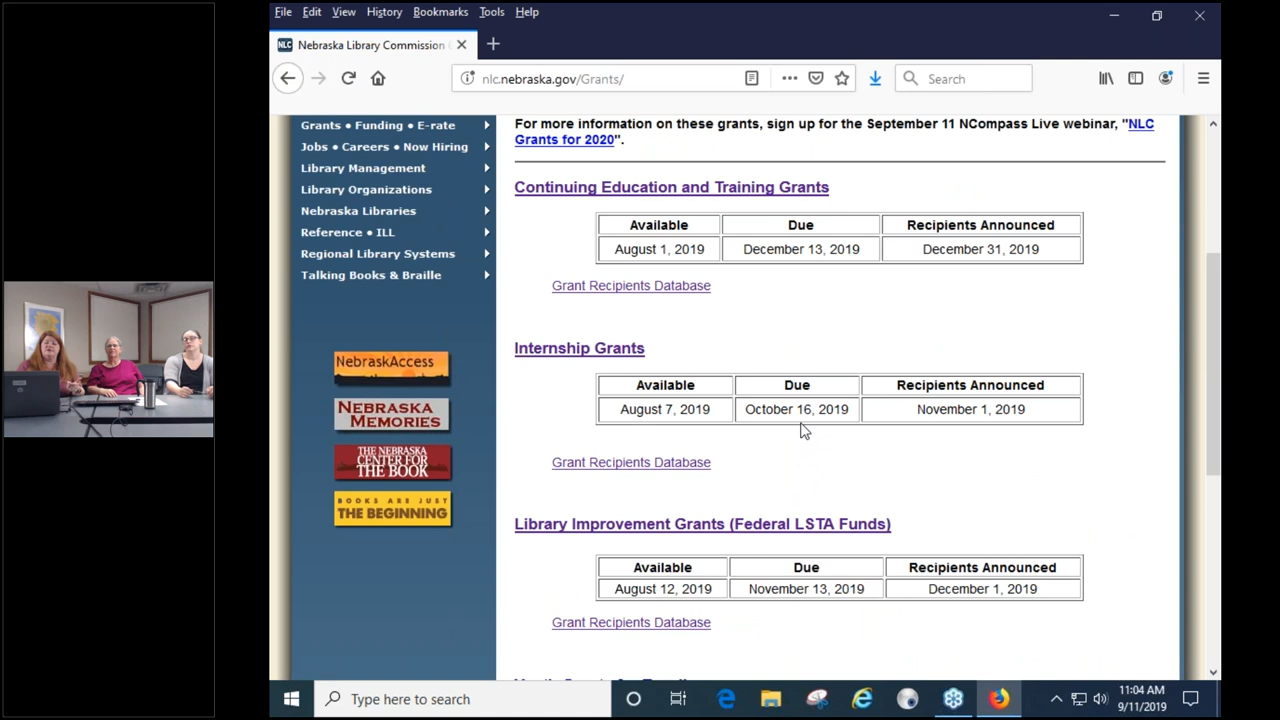 File Edit View History Bookmarks Tools Help
NLC Nebraska Library Commission
nlc.nebraska.gov/Grants/
Search
Grants ● Funding ● E-rate
Jobs ● Careers ● Now Hiring
Library Management
Library Organizations
Nebraska Libraries
Reference ● ILL
Regional Library Systems
Talking Books & Braille
NebraskAccess
NEBRASKA
MEMORIES
THE NEBRASKA
CENTER FOR
THE BOOK
BOOKS ARE JUST
THE BEGINNING
For more information on these grants, sign up for the September 11 NCompass Live webinar, "NLC
Grants for 2020".
Continuing Education and Training Grants
Available Due Recipients Announced
August 1, 2019 December 13, 2019 December 31, 2019
Grant Recipients Database
Internship Grants
Available Due Recipients Announced
August 7, 2019 October 16, 2019 November 1, 2019
Grant Recipients Database
Library Improvement Grants (Federal LSTA Funds)
Available Due Recipients Announced
August 12, 2019 November 13, 2019 December 1, 2019
Grant Recipients Database
Type here to search
11:04 AM
9/11/2019